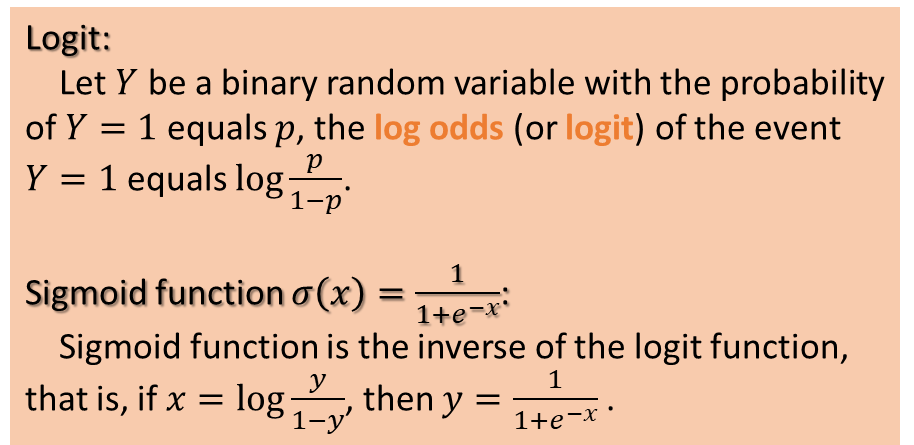 Logit:
Let Y be a binary random variable with the probability
of Y = 1 equals p, the log odds (or logit) of the event
Y = 1 equals log p/(1−p).
Sigmoid function σ(x) = 1/(1+e^(−x)):
Sigmoid function is the inverse of the logit function,
that is, if x = log y/(1−y), then y = 1/(1+e^(−x)) .